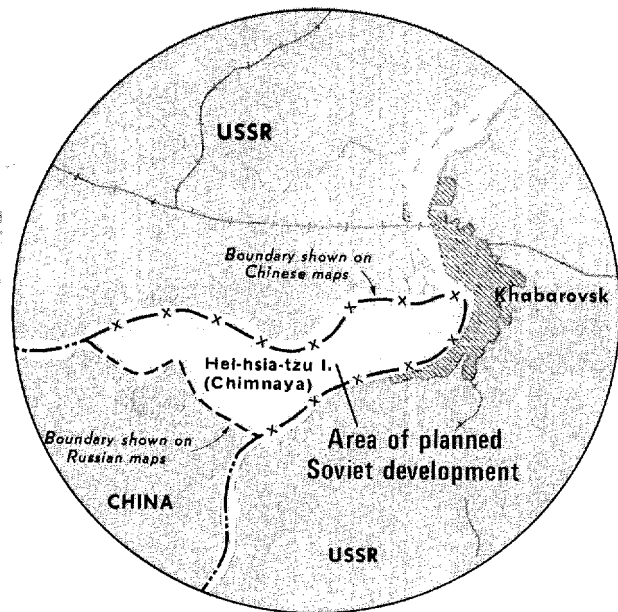 USSR
Boundary shown on
Chinese maps
Khabarovsk
Hei-hsia-tzu I.
(Chimnaya)
Boundary shown on
Russian maps
Area of planned
Soviet development
CHINA
USSR